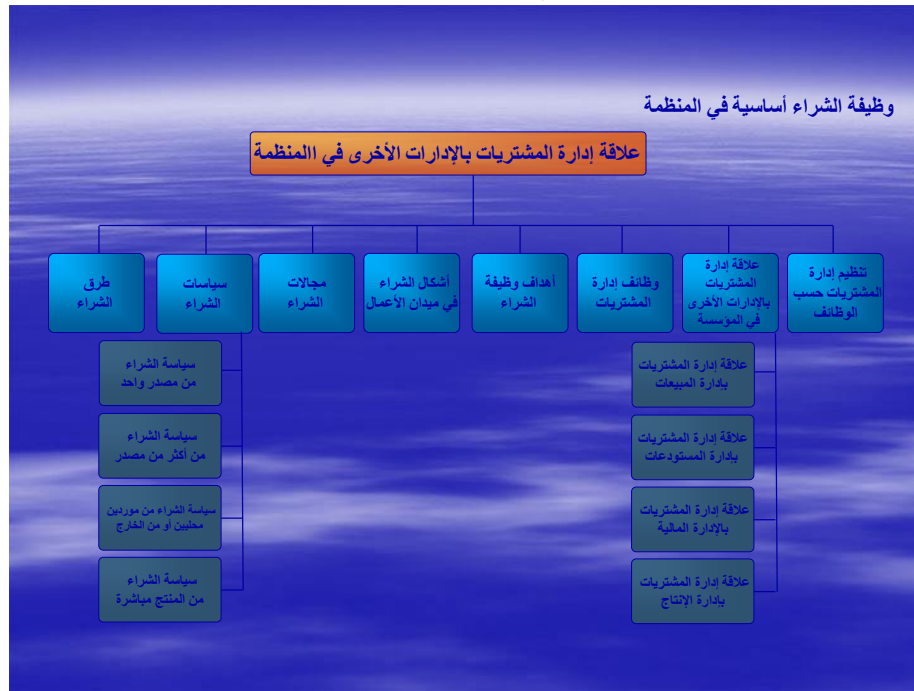 وظيفة الشراء أساسية في المنظمة
علاقة إدارة المشتريات بالإدارات الأخرى في االمنظمة
تنظيم إدارة
المشتريات حسب
الوظائف
علاقة إدارة
المشتريات
بالإدارات الأخرى
في المؤسسة
وظائف إدارة
المشتريات
أهداف وظيفة
الشراء
أشكال الشراء
في ميدان الأعمال
مجالات
الشراء
سياسات
الشراء
طرق
الشراء
علاقة إدارة المشتريات
بإدارة المبيعات
علاقة إدارة المشتريات
بإدارة المستودعات
علاقة إدارة المشتريات
بالإدارة المالية
علاقة إدارة المشتريات
بإدارة الإنتاج
سياسة الشراء
من مصدر واحد
سياسة الشراء
من أكثر من مصدر
سياسة الشراء من موردين
محليين أو من الخارج
سياسة الشراء
من المنتج مباشرة